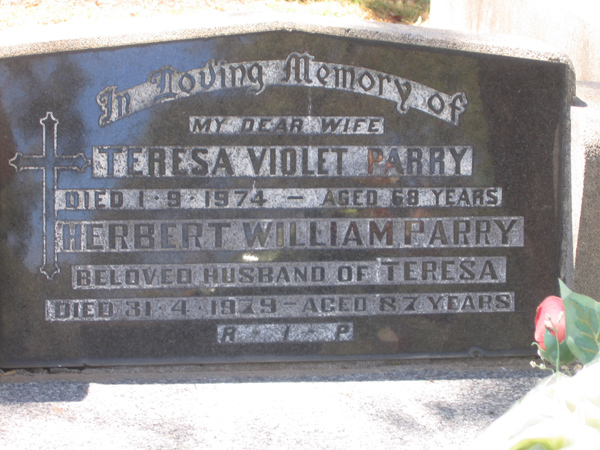 In Loving Memory of
MY DEAR WIFE
TERESA VIOLET PARRY
DIED 1·9·1974 — AGED 68 YEARS
HERBERT WILLIAM PARRY
BELOVED HUSBAND OF TERESA
DIED 31·4·1979 — AGED 87 YEARS
R · I · P